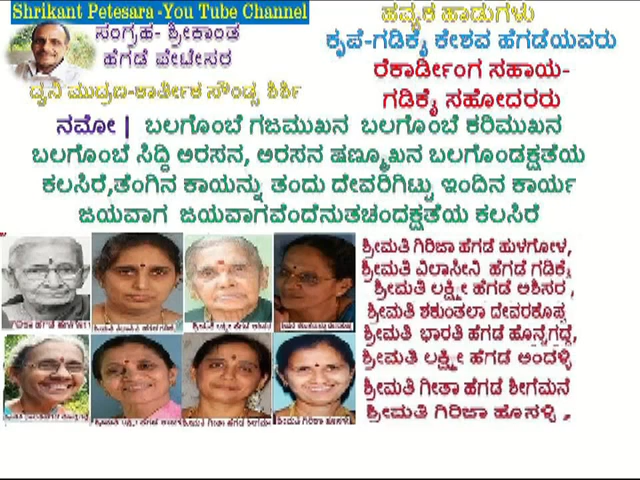 Shrikant Petesara -You Tube Channel
ಹವ್ಯಕ ಹಾಡುಗಳು
ಸಂಗ್ರಹ- ಶ್ರೀಕಾಂತ
ಹೆಗಡೆ ಪೇಟೇಸರ
ಕೃಪೆ-ಗಡಿಕೈ ಕೇಶವ ಹೆಗಡೆಯವರು
ರೆಕಾರ್ಡೀಂಗ ಸಹಾಯ-
ಗಡಿಕೈ ಸಹೋದರರು
ಧ್ವನಿ ಮುದ್ರಣ-ಶಾರ್ಮಿಳ ಸೌಂಡ್ಸ ಶಿರ್ಶಿ
ನಮೋ | ಬಲಗೊಂಬೆ ಗಜಮುಖನ ಬಲಗೊಂಬೆ ಕರಿಮುಖನ
ಬಲಗೊಂಬೆ ಸಿದ್ದಿ ಅರಸನ, ಅರಸನ ಷಣ್ಮೂಖನ ಬಲಗೊಂಡಕ್ಷತೆಯ
ಕಲಸಿರೆ,ತೆಂಗಿನ ಕಾಯನ್ನು ತಂದು ದೇವರಿಗಿಟ್ಟು ಇಂದಿನ ಕಾರ್ಯ
ಜಯವಾಗ ಜಯವಾಗವೆಂದೆನುತಚಂದಕ್ಷತೆಯ ಕಲಸಿರೆ
ಶ್ರೀಮತಿ ಗಿರಿಜಾ ಹೆಗಡೆ ಹುಳಗೋಳ,
ಶ್ರೀಮತಿ ವಿಲಾಸೀನಿ ಹೆಗಡೆ ಗಡಿಕೈ
ಶ್ರೀಮತಿ ಲಕ್ಷ್ಮೀ ಹೆಗಡೆ ಅಶಿಸರ ,
ಶ್ರೀಮತಿ ಶಕುಂತಲಾ ದೇವರಕೊಪ್ಪ
ಶ್ರೀಮತಿ ಭಾರತಿ ಹೆಗಡೆ ಹೊನ್ನೆಗದ್ದೆ,
ಶ್ರೀಮತಿ ಲಕ್ಷ್ಮೀ ಹೆಗಡೆ ಅಂದಳ್ಳಿ
ಶ್ರೀಮತಿ ಗೀತಾ ಹೆಗಡೆ ಶೀಗೆಮನೆ
ಶ್ರೀಮತಿ ಗಿರಿಜಾ ಹೊಸಳ್ಳಿ .